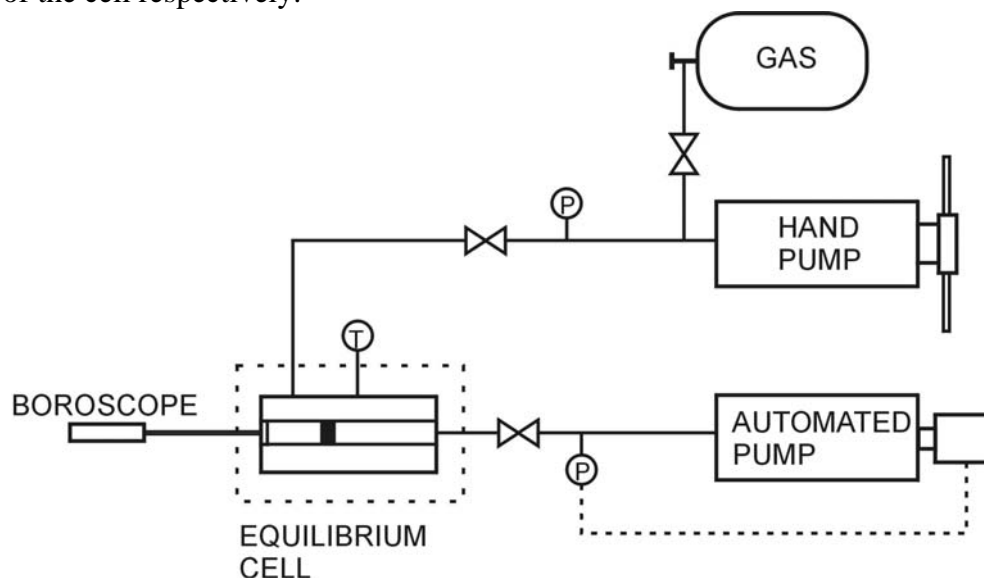 of the cell respectively.
GAS
P
HAND
PUMP
T
BOROSCOPE
AUTOMATED
PUMP
P
EQUILIBRIUM
CELL